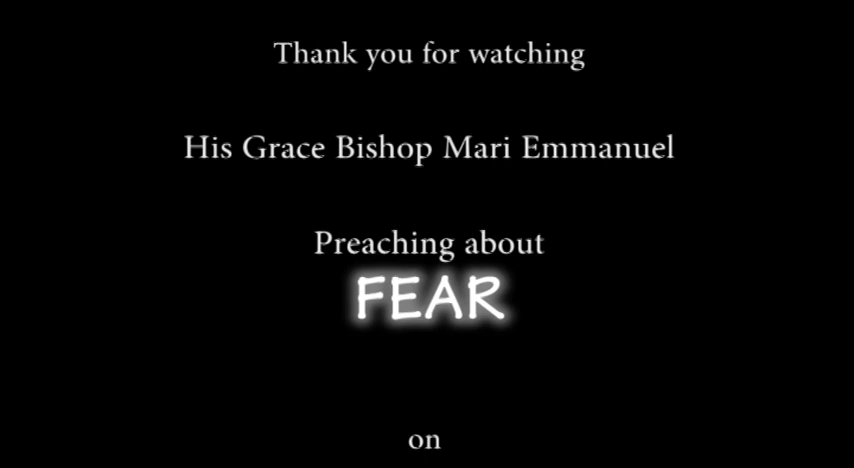 Thank you for watching
His Grace Bishop Mari Emmanuel
Preaching about
FEAR
on